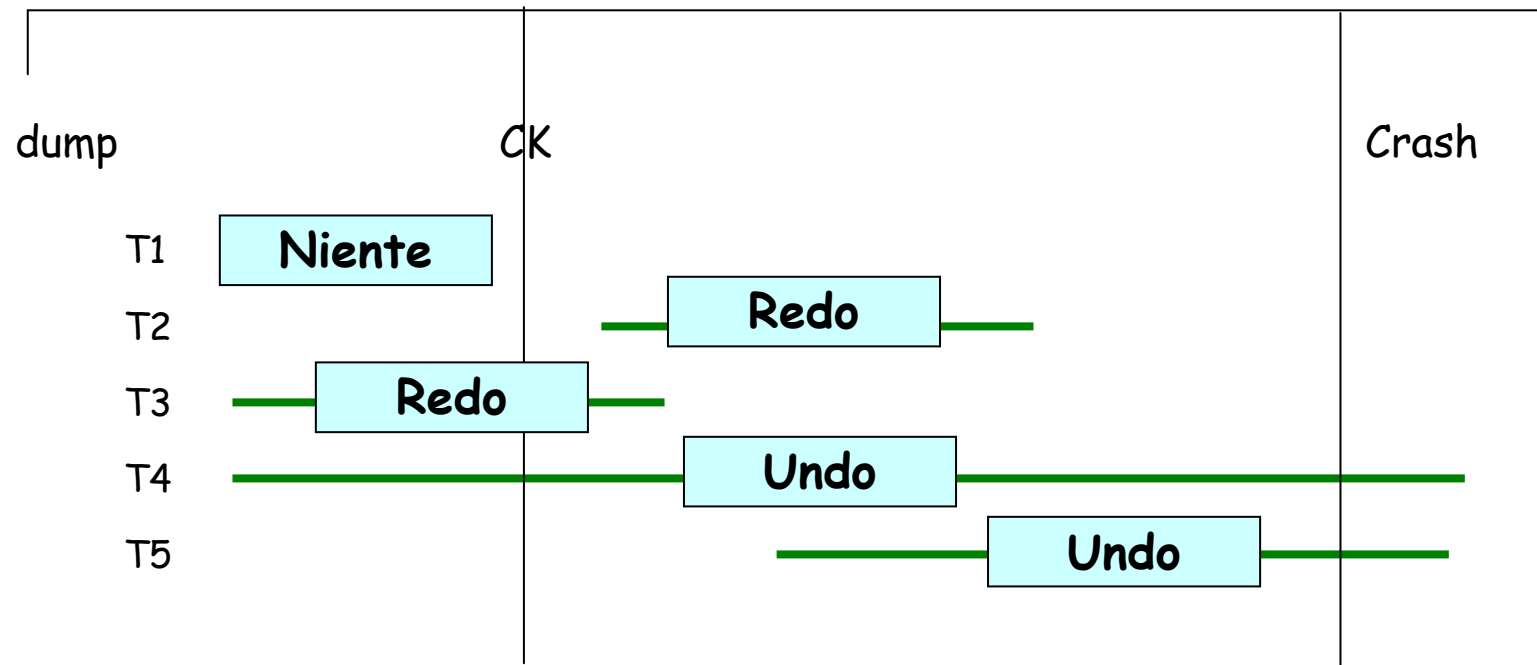 dump CK Crash
T1 Niente
T2 Redo
T3 Redo
T4 Undo
T5 Undo